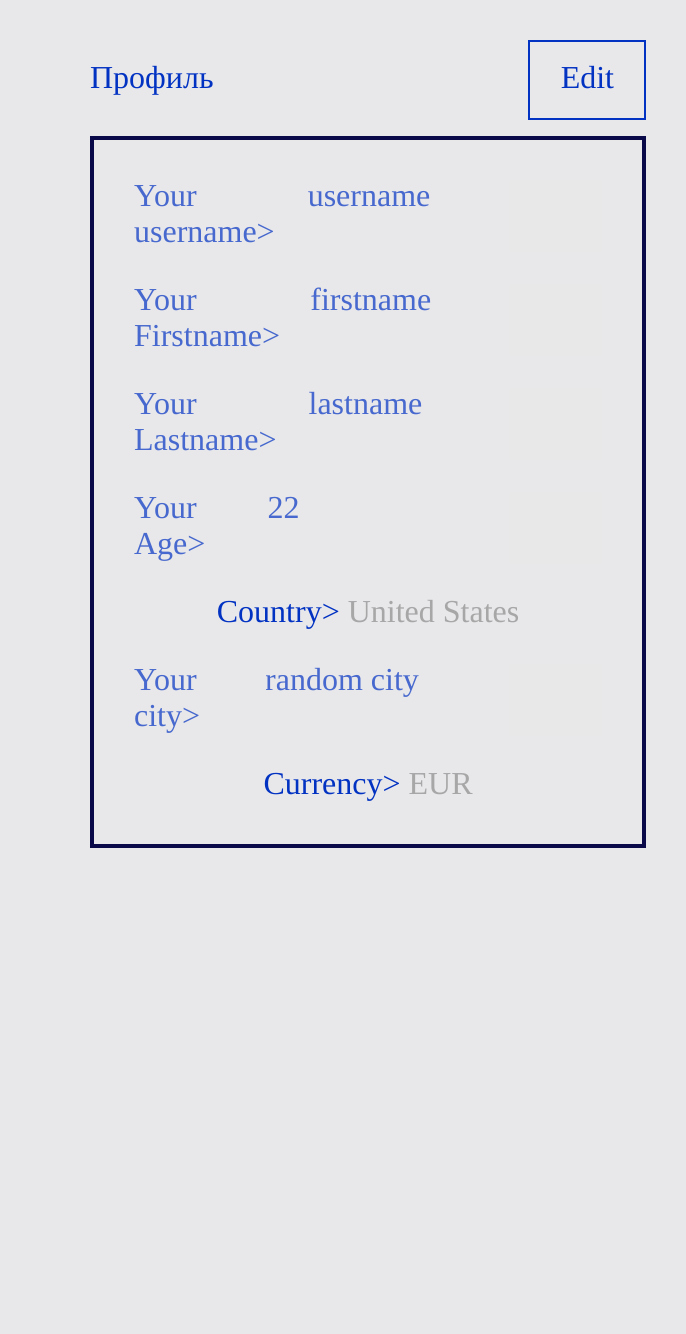 Профиль
Edit
Your username
username>
Your firstname
Firstname>
Your lastname
Lastname>
Your 22
Age>
Country> United States
Your random city
city>
Currency> EUR